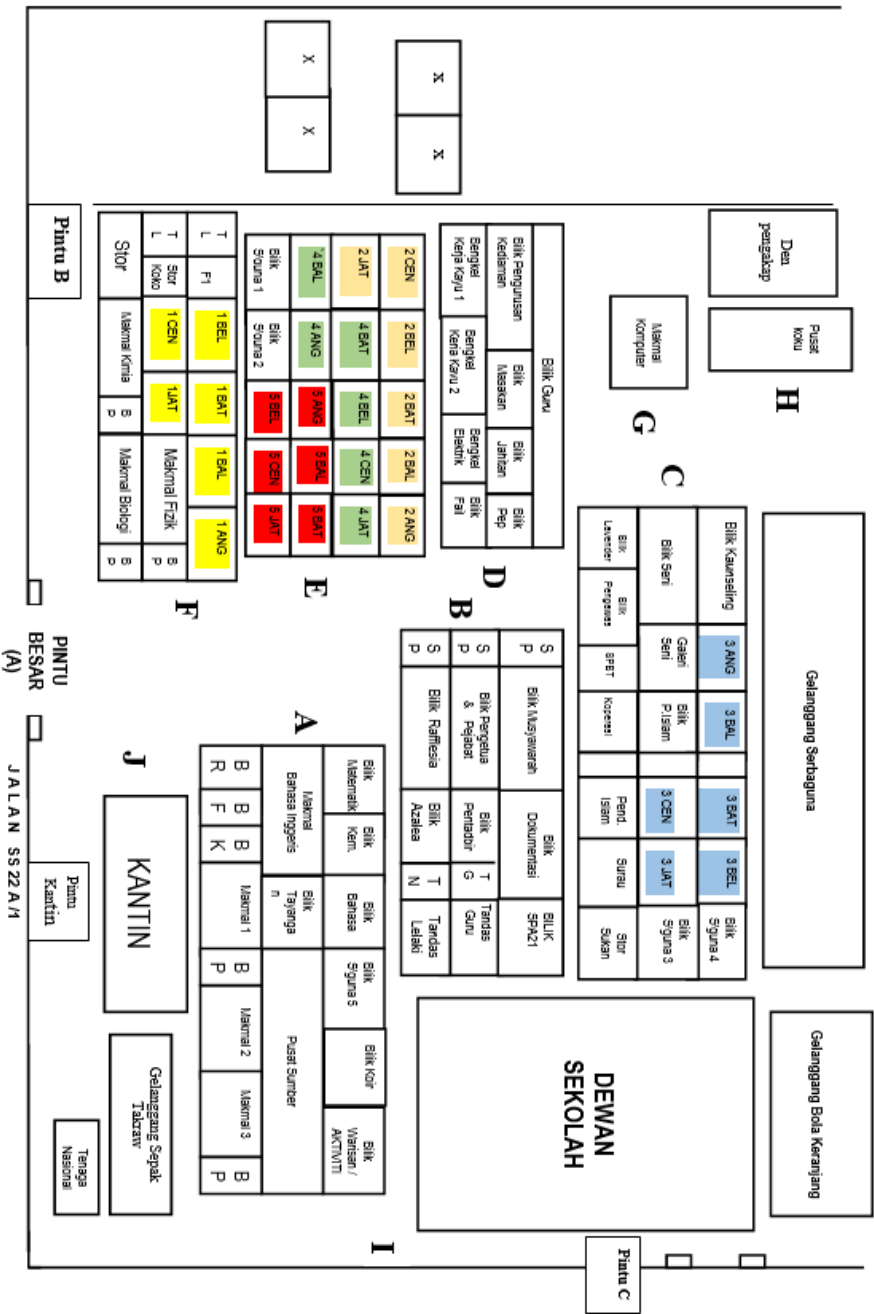 Den
pengakap
Pusat
koku
H
Makmal
Komputer
G
Gelanggang Serbaguna
Gelanggang Bola Keranjang
C
Bilik Kaunseling
3 ANG
3 BAL
3 BAT
3 BEL
Bilik
S'guna 4
Bilik Seni
Galeri
Seni
Bilik
P.Islam
3 CEN
3 JAT
Bilik
S'guna 3
Bilik
Lavender
Bilik
Pengawas
SPBT
Koperasi
Pend.
Islam
Surau
Stor
Sukan
X
X
X
X
Bilik Guru
Bilik Pengurusan
Kediaman
Bilik
Masakan
Bilik
Jahitan
Bilik
Pep
Bengkel
Kerja Kayu 1
Bengkel
Kerja Kayu 2
Bengkel
Elektrik
Bilik
Fail
D
B
S
P
Bilik Musyawarah
Bilik
Dokumentasi
BILIK
SPA21
S
P
Bilik Pengetua
& Pejabat
Bilik
Pentadbir
T
G
Tandas
Guru
S
P
Bilik Rafflesia
Bilik
Azalea
T
N
Tandas
Lelaki
DEWAN
SEKOLAH
Pintu C
2 CEN
2 BEL
2 BAT
2 BAL
2 ANG
2 JAT
4 BAT
4 BEL
4 CEN
4 JAT
4 BAL
4 ANG
5 ANG
5 BAL
5 BAT
Bilik
S'guna 1
Bilik
S'guna 2
5 BEL
5 CEN
5 JAT
E
A
Bilik
Matematik
Bilik
Kem.
Bilik
Bahasa
Bilik
S'guna 5
Bilik Koir
Bilik
Warisan /
AKTIVITI
Makmal
Bahasa Inggeris
Bilik
Tayanga
n
Pusat Sumber
B
R
B
F
B
K
Makmal 1
B
P
Makmal 2
Makmal 3
B
P
I
T
L
F1
1 BEL
1 BAT
1 BAL
1 ANG
T
L
Stor
Koko
1 CEN
1JAT
Makmal Fizik
B
P
Stor
Makmal Kimia
B
P
Makmal Biologi
B
P
F
J
KANTIN
Gelanggang Sepak
Takraw
Tenaga
Nasional
Pintu B
PINTU
BESAR
(A)
Pintu
Kantin
JALAN SS 22 A/1